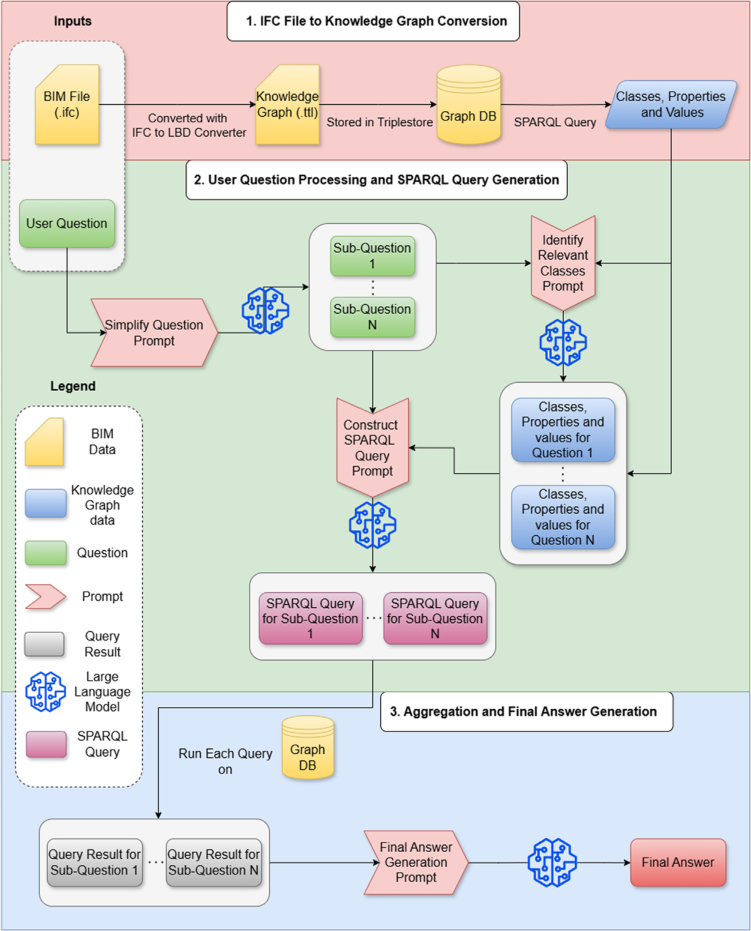 Inputs
1. IFC File to Knowledge Graph Conversion
BIM File
(.ifc)
Converted with
IFC to LBD Converter
Knowledge
Graph (.ttl)
Stored in Triplestore
Graph DB
SPARQL Query
Classes, Properties
and Values
2. User Question Processing and SPARQL Query Generation
User Question
Simplify Question
Prompt
Sub-Question
1
Sub-Question
N
Identify
Relevant
Classes
Prompt
Construct
SPARQL
Query
Prompt
Classes,
Properties and
values for
Question 1
Classes,
Properties and
values for
Question N
SPARQL Query
for Sub-Question
1
...
SPARQL Query
for Sub-Question
N
Legend
BIM
Data
Knowledge
Graph
data
Question
Prompt
Query
Result
Large
Language
Model
SPARQL
Query
3. Aggregation and Final Answer Generation
Run Each Query
on
Graph
DB
Query Result for
Sub-Question 1
...
Query Result for
Sub-Question N
Final Answer
Generation
Prompt
Final Answer